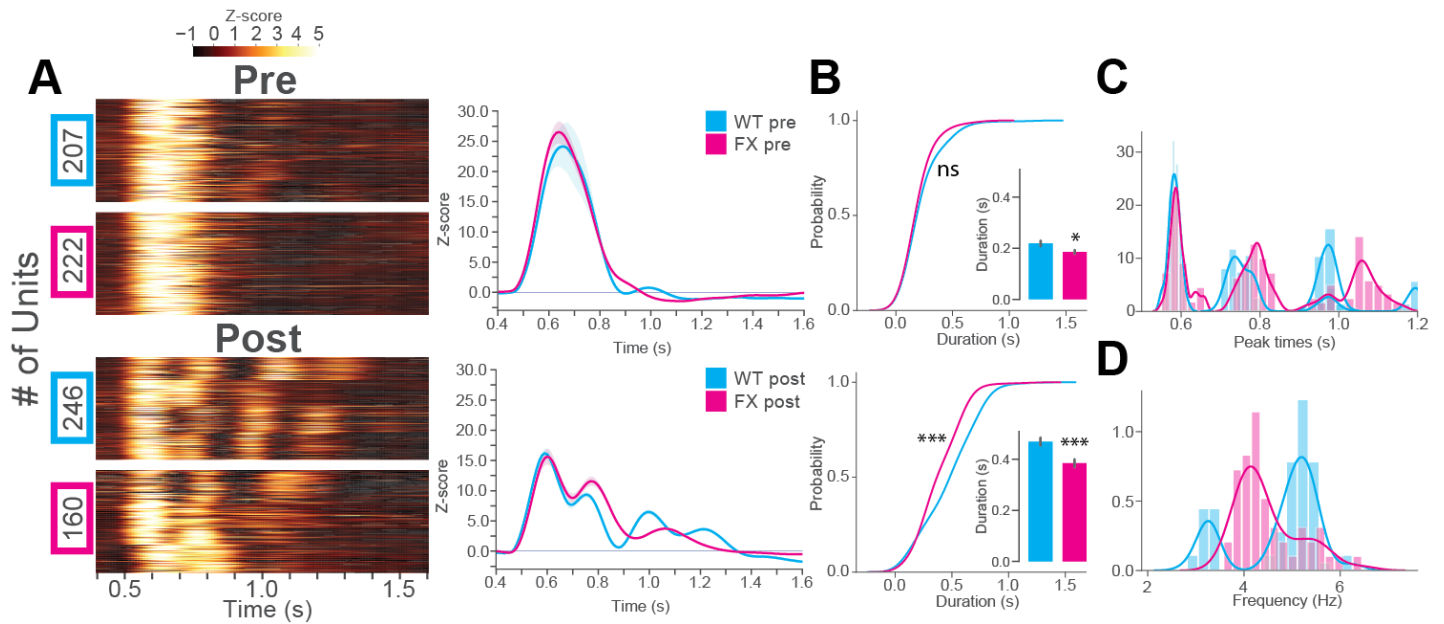 Z-score
−1 0 1 2 3 4 5
A
Pre
207
222
# of Units
Post
246
160
0.5 1.0 1.5
Time (s)
30.0
25.0
20.0
15.0
10.0
5.0
0.0
Z-score
0.4 0.6 0.8 1.0 1.2 1.4 1.6
Time (s)
WT pre
FX pre
30.0
25.0
20.0
15.0
10.0
5.0
0.0
Z-score
0.4 0.6 0.8 1.0 1.2 1.4 1.6
Time (s)
WT post
FX post
B
1.0
0.5
0.0
Probability
ns
0.4
0.2
0.0
Duration (s)
*
0.0 0.5 1.0 1.5
Duration (s)
1.0
0.5
0.0
Probability
***
0.4
0.2
0.0
Duration (s)
***
0.0 0.5 1.0 1.5
Duration (s)
C
30
20
10
0
0.6 0.8 1.0 1.2
Peak times (s)
D
1.0
0.5
0.0
2 4 6
Frequency (Hz)